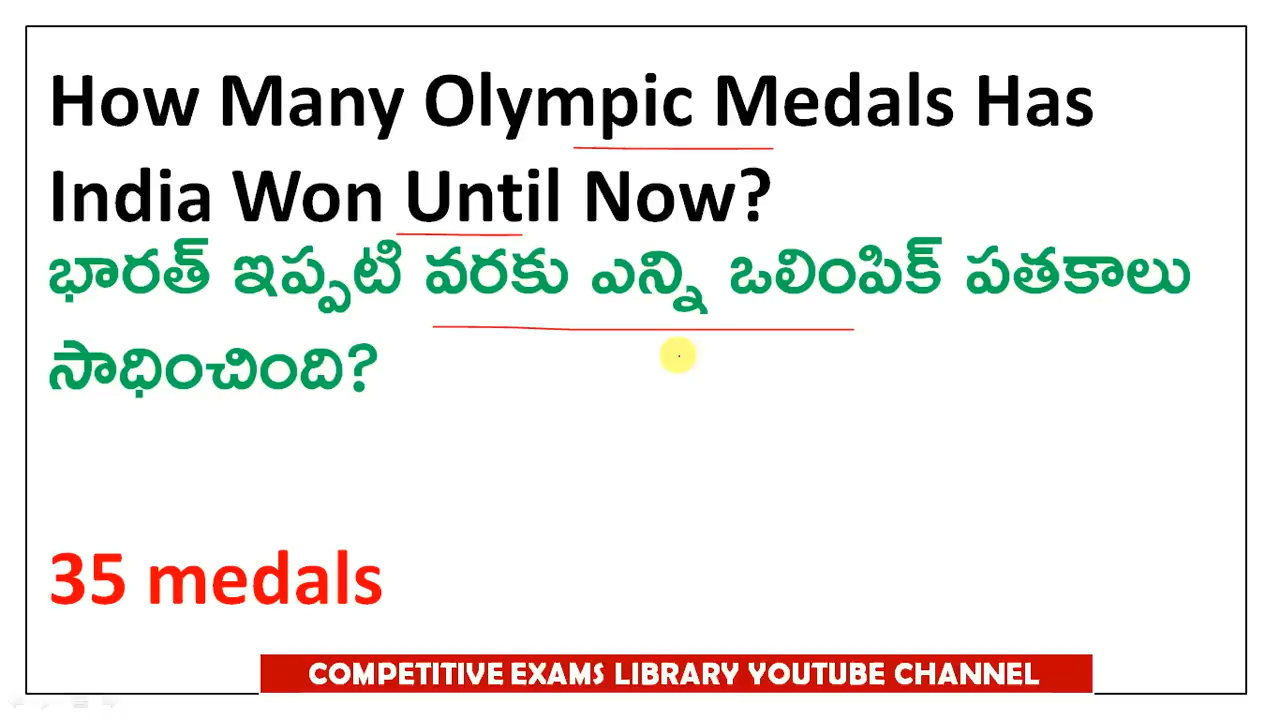 How Many Olympic Medals Has
India Won Until Now?
భారత్ ఇప్పటి వరకు ఎన్ని ఒలింపిక్ పతకాలు
సాధించింది?
35 medals
COMPETITIVE EXAMS LIBRARY YOUTUBE CHANNEL